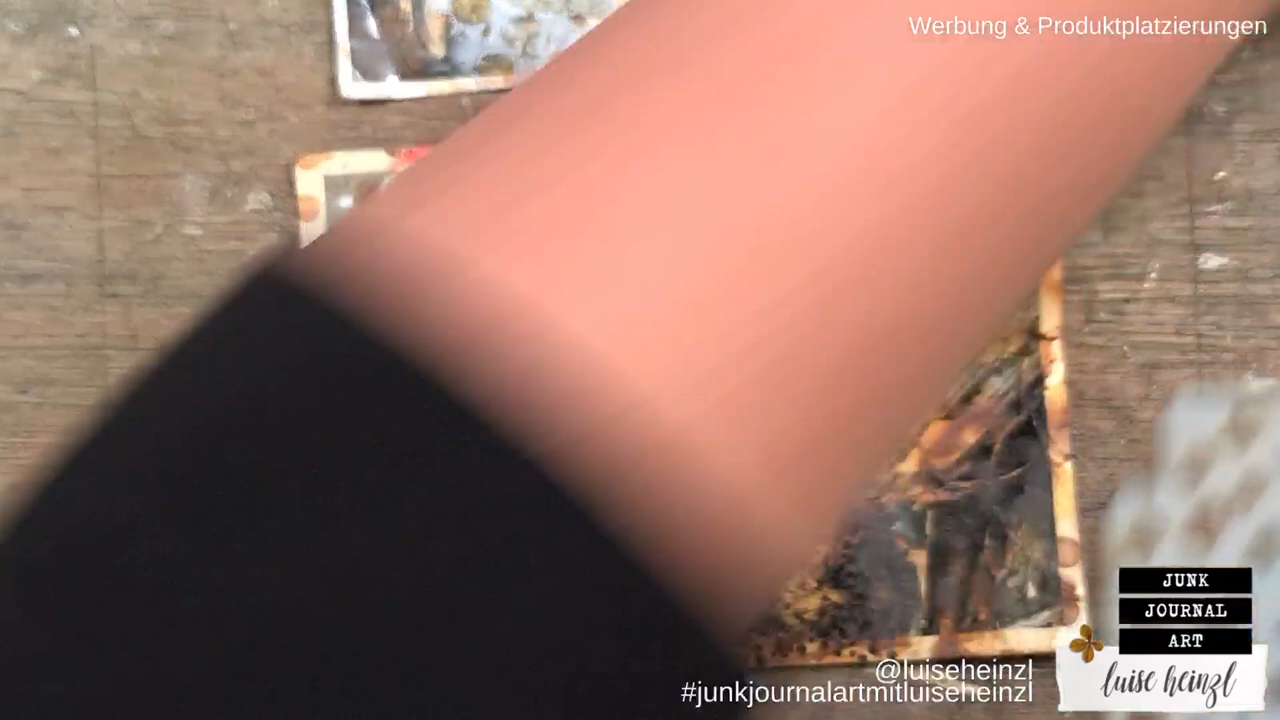 Werbung & Produktplatzierungen
JUNK
JOURNAL
ART
@luiseheinzl
#junkjournalartmitluiseheinzl
luise heinzl